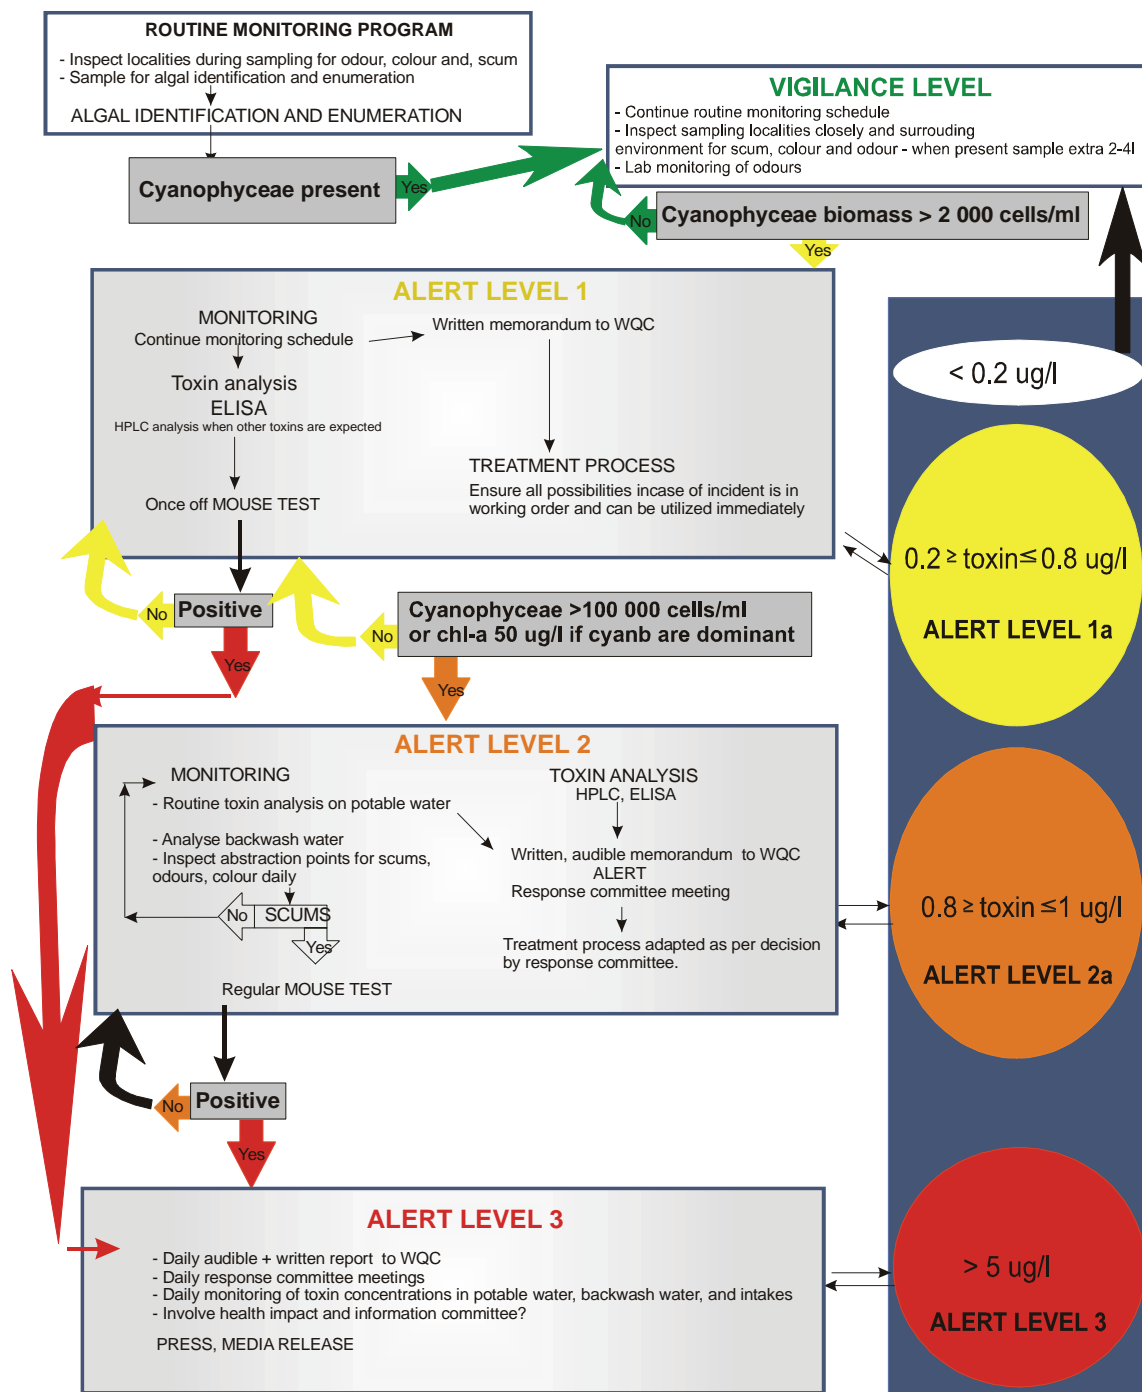 ROUTINE MONITORING PROGRAM
- Inspect localities during sampling for odour, colour and, scum
- Sample for algal identification and enumeration
ALGAL IDENTIFICATION AND ENUMERATION
VIGILANCE LEVEL
- Continue routine monitoring schedule
- Inspect sampling localities closely and surrouding
environment for scum, colour and odour - when present sample extra 2-4l
- Lab monitoring of odours
Cyanophyceae present
Yes
No
Cyanophyceae biomass > 2 000 cells/ml
Yes
ALERT LEVEL 1
MONITORING
Continue monitoring schedule
Written memorandum to WQC
Toxin analysis
ELISA
HPLC analysis when other toxins are expected
Once off MOUSE TEST
TREATMENT PROCESS
Ensure all possibilities incase of incident is in
working order and can be utilized immediately
< 0.2 ug/l
0.2 ≥ toxin≤ 0.8 ug/l
ALERT LEVEL 1a
No
Positive
Yes
No
Cyanophyceae >100 000 cells/ml
or chl-a 50 ug/l if cyanb are dominant
Yes
ALERT LEVEL 2
MONITORING
- Routine toxin analysis on potable water
- Analyse backwash water
- Inspect abstraction points for scums,
odours, colour daily
No
SCUMS
Yes
Regular MOUSE TEST
TOXIN ANALYSIS
HPLC, ELISA
Written, audible memorandum to WQC
ALERT
Response committee meeting
Treatment process adapted as per decision
by response committee.
0.8 ≥ toxin ≤1 ug/l
ALERT LEVEL 2a
No
Positive
Yes
ALERT LEVEL 3
- Daily audible + written report to WQC
- Daily response committee meetings
- Daily monitoring of toxin concentrations in potable water, backwash water, and intakes
- Involve health impact and information committee?
PRESS, MEDIA RELEASE
> 5 ug/l
ALERT LEVEL 3